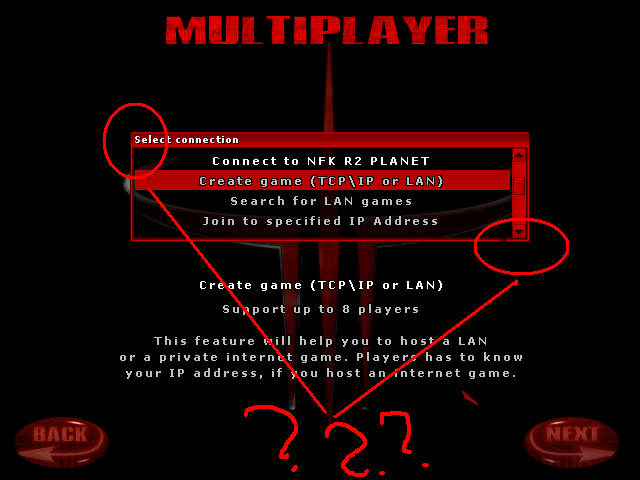 MULTIPLAYER
Select connection
Connect to NFK R2 PLANET
Create game (TCP\IP or LAN)
Search for LAN games
Join to specified IP Address
Create game (TCP\IP or LAN)
Support up to 8 players
This feature will help you to host a LAN
or a private internet game. Players has to know
your IP address, if you host an internet game.
???
BACK
NEXT